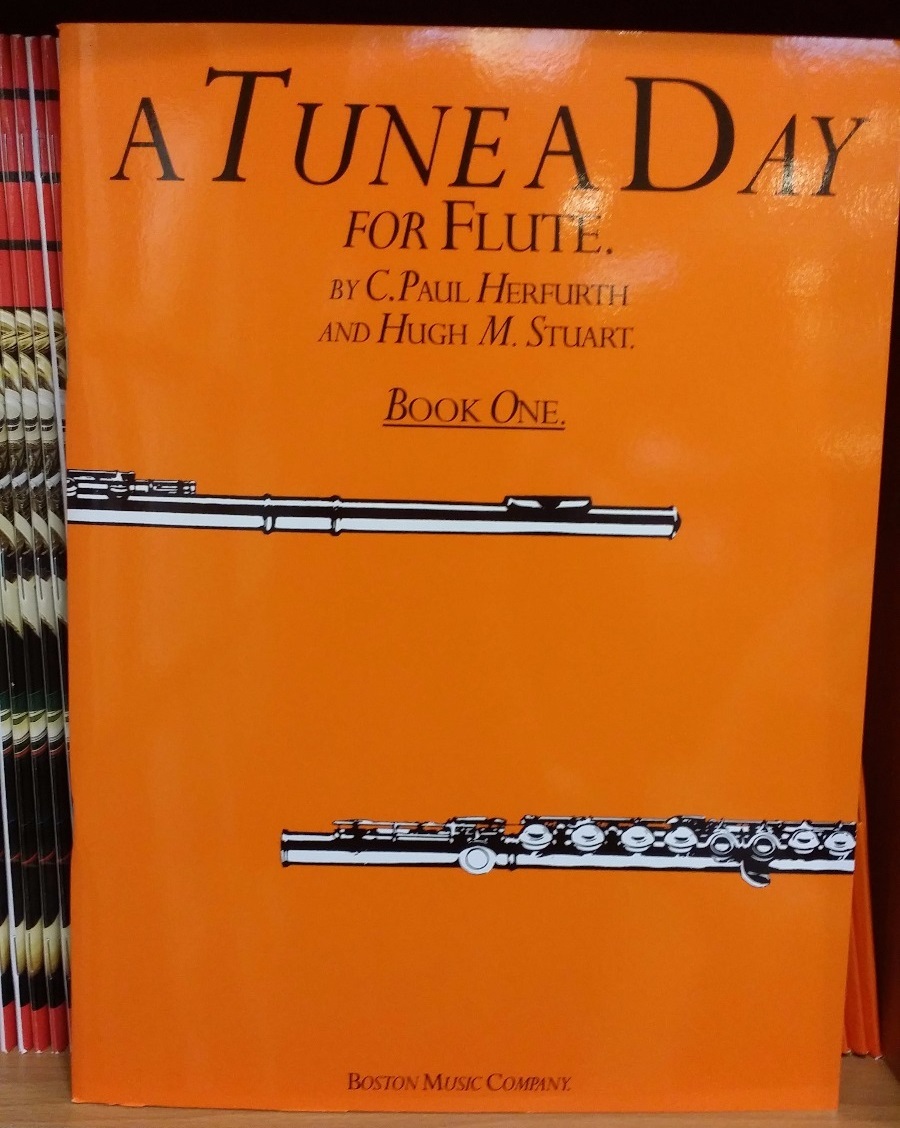 A TUNE A DAY
FOR FLUTE.
BY C. PAUL HERFURTH
AND HUGH M. STUART.
BOOK ONE.
BOSTON MUSIC COMPANY.